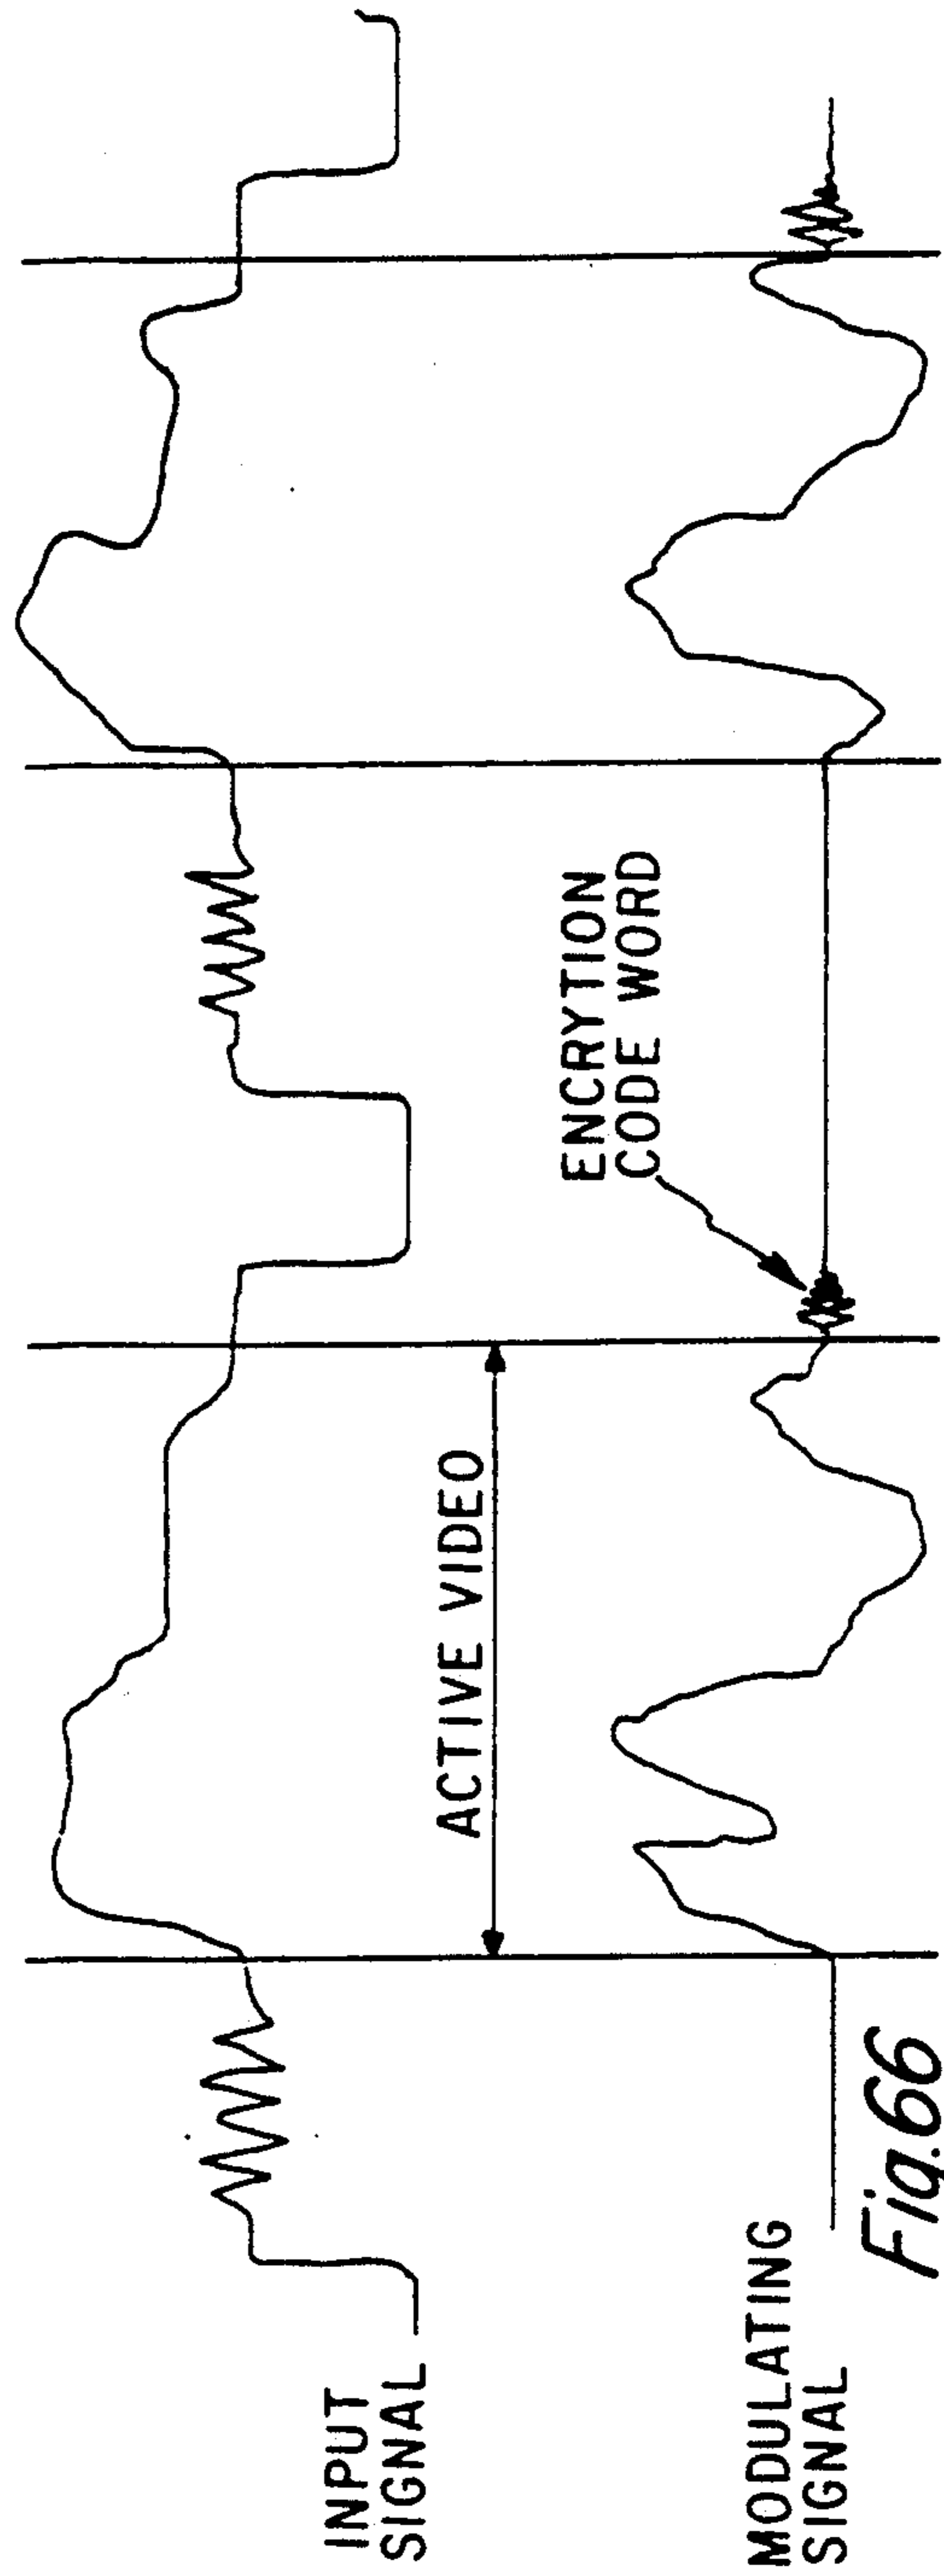 INPUT
SIGNAL
ACTIVE VIDEO
ENCRYTION
CODE WORD
MODULATING
SIGNAL
Fig.66